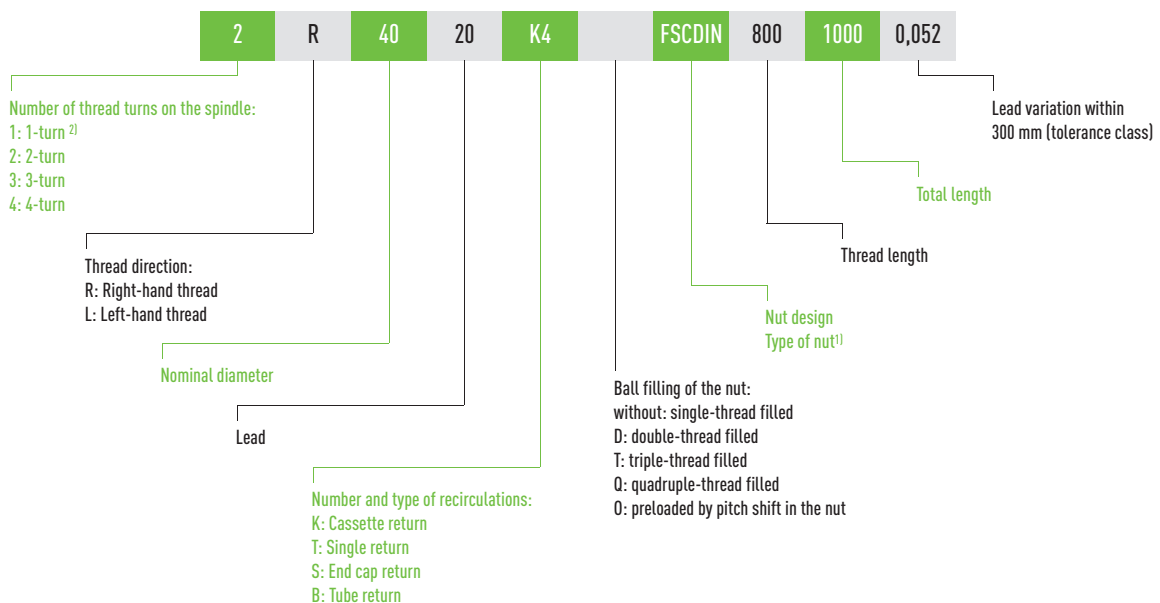 2 R 40 20 K4 FSCDIN 800 1000 0,052
Number of thread turns on the spindle:
1: 1-turn 2)
2: 2-turn
3: 3-turn
4: 4-turn
Lead variation within
300 mm (tolerance class)
Total length
Thread direction:
R: Right-hand thread
L: Left-hand thread
Thread length
Nut design
Type of nut1)
Nominal diameter
Ball filling of the nut:
without: single-thread filled
D: double-thread filled
T: triple-thread filled
Q: quadruple-thread filled
O: preloaded by pitch shift in the nut
Lead
Number and type of recirculations:
K: Cassette return
T: Single return
S: End cap return
B: Tube return